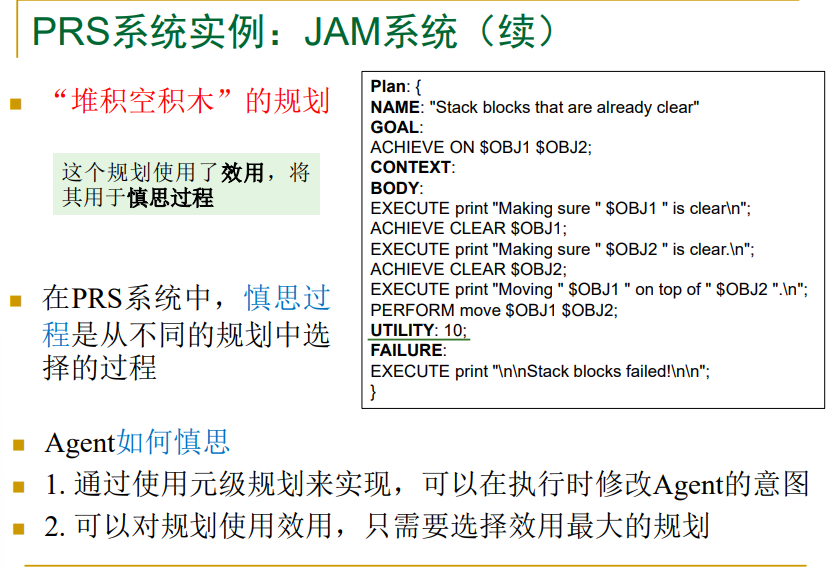 PRS系统实例：JAM系统（续）
“堆积空积木”的规划
这个规划使用了效用，将
其用于慎思过程
在PRS系统中，慎思过
程是从不同的规划中选
择的过程
Plan: {
NAME: "Stack blocks that are already clear"
GOAL:
ACHIEVE ON $OBJ1 $OBJ2;
CONTEXT:
BODY:
EXECUTE print "Making sure " $OBJ1 " is clear\n";
ACHIEVE CLEAR $OBJ1;
EXECUTE print "Making sure " $OBJ2 " is clear.\n";
ACHIEVE CLEAR $OBJ2;
EXECUTE print "Moving " $OBJ1 " on top of " $OBJ2 ".\n";
PERFORM move $OBJ1 $OBJ2;
UTILITY: 10;
FAILURE:
EXECUTE print "\n\nStack blocks failed!\n\n";
}
Agent如何慎思
1. 通过使用元级规划来实现，可以在执行时修改Agent的意图
2. 可以对规划使用效用，只需要选择效用最大的规划